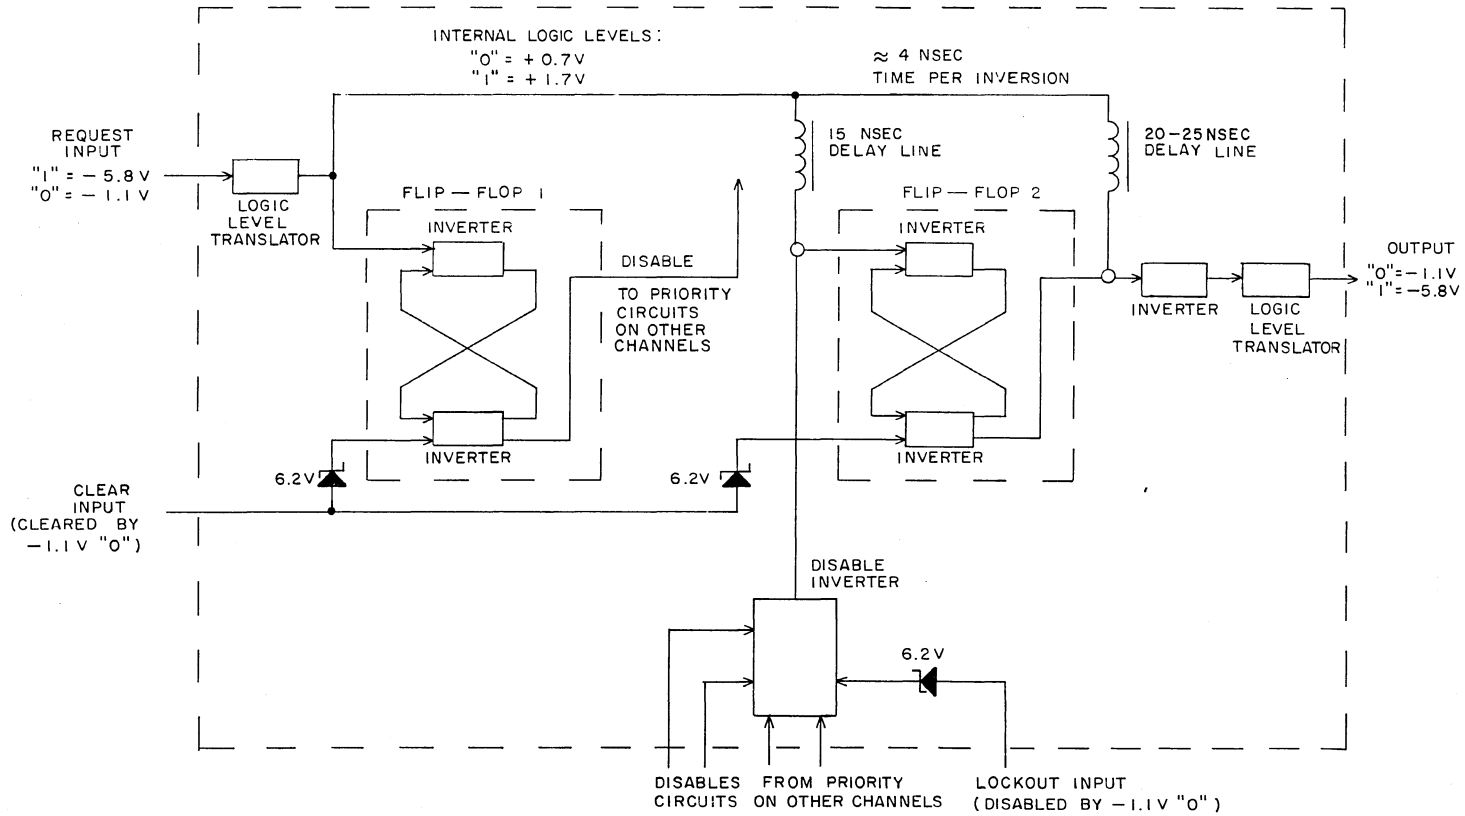 INTERNAL LOGIC LEVELS:
"0" = + 0.7V
"1" = + 1.7V
≈ 4 NSEC
TIME PER INVERSION
REQUEST
INPUT
"1" = - 5.8 V
"0" = - 1.1 V
LOGIC
LEVEL
TRANSLATOR
15 NSEC
DELAY LINE
20-25NSEC
DELAY LINE
FLIP - FLOP 1
INVERTER
INVERTER
DISABLE
TO PRIORITY
CIRCUITS
ON OTHER
CHANNELS
FLIP - FLOP 2
INVERTER
INVERTER
INVERTER
LOGIC
LEVEL
TRANSLATOR
OUTPUT
"0"=-1.1V
"1"=-5.8V
6.2V
6.2V
CLEAR
INPUT
(CLEARED BY
-1.1 V "0")
DISABLE
INVERTER
6.2V
DISABLES FROM PRIORITY
CIRCUITS ON OTHER CHANNELS
LOCKOUT INPUT
(DISABLED BY -1.1V "0")